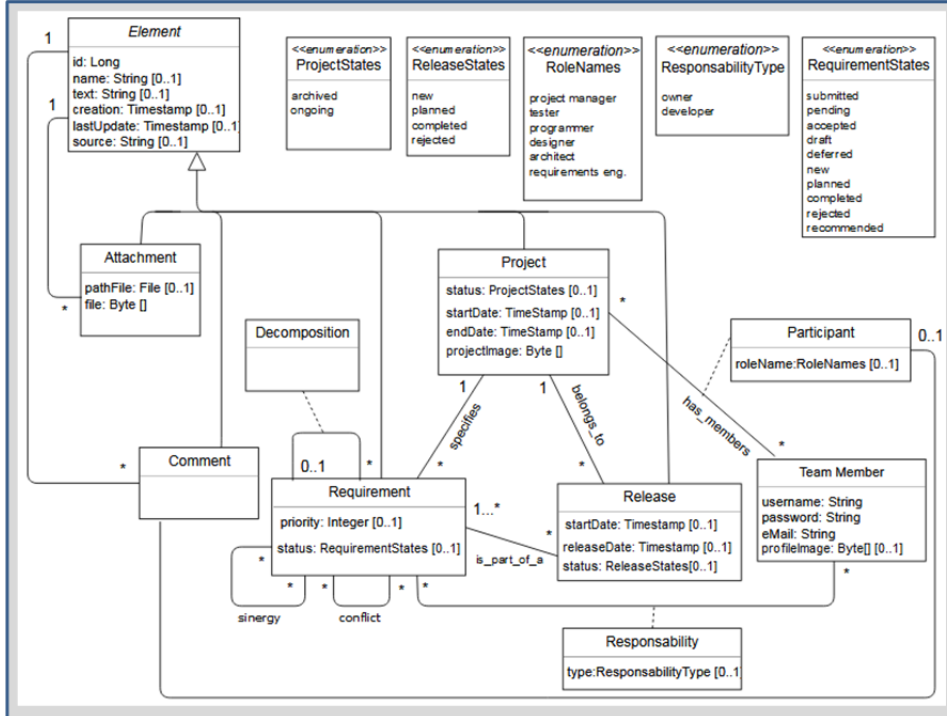 Element
id: Long
name: String [0..1]
text: String [0..1]
creation: Timestamp [0..1]
lastUpdate: Timestamp [0..1]
source: String [0..1]
1
1
<<enumeration>>
ProjectStates
archived
ongoing
<<enumeration>>
ReleaseStates
new
planned
completed
rejected
<<enumeration>>
RoleNames
project manager
tester
programmer
designer
architect
requirements eng.
<<enumeration>>
ResponsabilityType
owner
developer
<<enumeration>>
RequirementStates
submitted
pending
accepted
draft
deferred
new
planned
completed
rejected
recommended
Attachment
pathFile: File [0..1]
file: Byte []
*
Project
status: ProjectStates [0..1]
startDate: TimeStamp [0..1]
endDate: TimeStamp [0..1]
projectImage: Byte []
*
Decomposition
Participant
roleName:RoleNames [0..1]
0..1
1
1
specifies
belongs_to
has_members
*
*
*
*
Comment
0..1
*
Requirement
priority: Integer [0..1]
status: RequirementStates [0..1]
1...*
*
is_part_of_a
Release
startDate: Timestamp [0..1]
releaseDate: Timestamp [0..1]
status: ReleaseStates[0..1]
Team Member
username: String
password: String
eMail: String
profileImage: Byte[] [0..1]
*
*
*
*
*
*
sinergy
conflict
Responsability
type:ResponsabilityType [0..1]